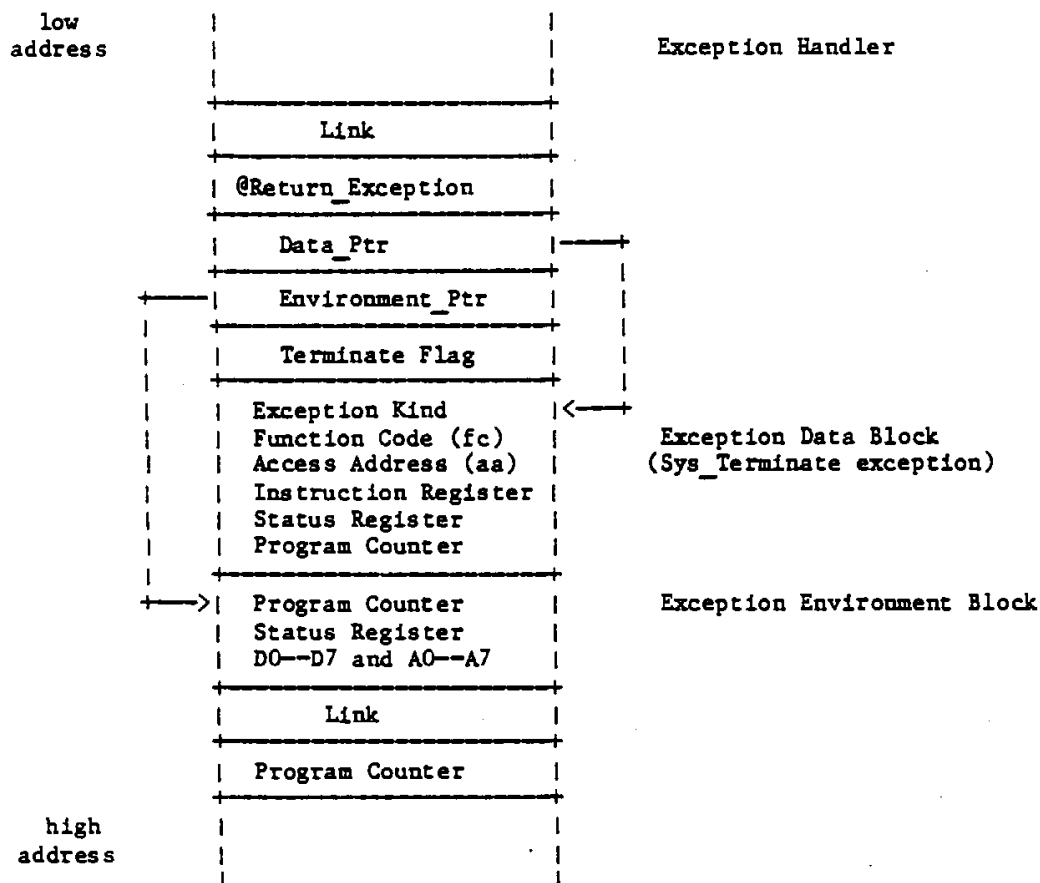 low
address
Exception Handler
Link
@Return_Exception
Data_Ptr
Environment_Ptr
Terminate Flag
Exception Kind
Function Code (fc)
Exception Data Block
Access Address (aa)
(Sys_Terminate exception)
Instruction Register
Status Register
Program Counter
Program Counter
Exception Environment Block
Status Register
D0--D7 and A0--A7
Link
Program Counter
high
address